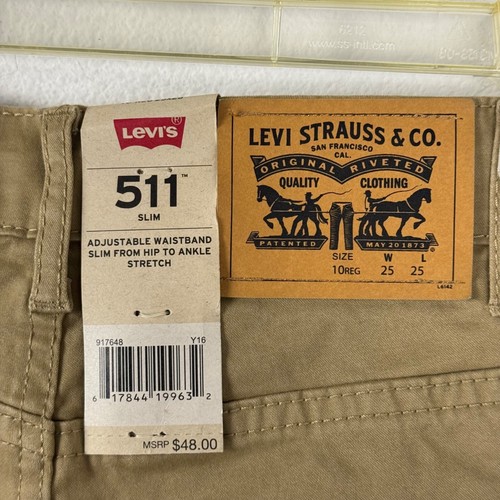 LEVI'S®
511™
SLIM
ADJUSTABLE WAISTBAND
SLIM FROM HIP TO ANKLE
STRETCH
917648 Y16
6 17844 19963 2
MSRP $48.00
LEVI STRAUSS & CO.
SAN FRANCISCO
CAL.
ORIGINAL RIVETED
QUALITY CLOTHING
PATENTED MAY 20 1873
SIZE W L
10REG 25 25
L4142